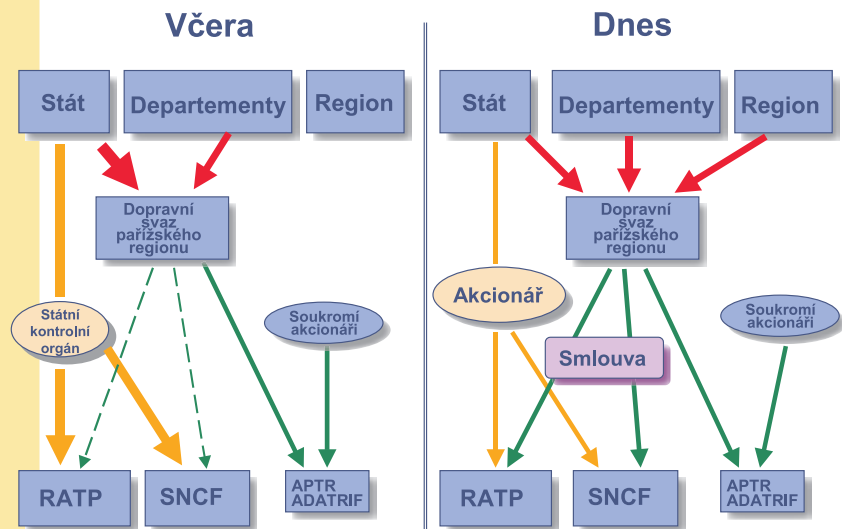 Včera
Stát
Departementy
Region
Dopravní
svaz
pařížského
regionu
Státní
kontrolní
orgán
Soukromí
akcionáři
RATP
SNCF
APTR
ADATRIF
Dnes
Stát
Departementy
Region
Dopravní
svaz
pařížského
regionu
Akcionář
Soukromí
akcionáři
Smlouva
RATP
SNCF
APTR
ADATRIF